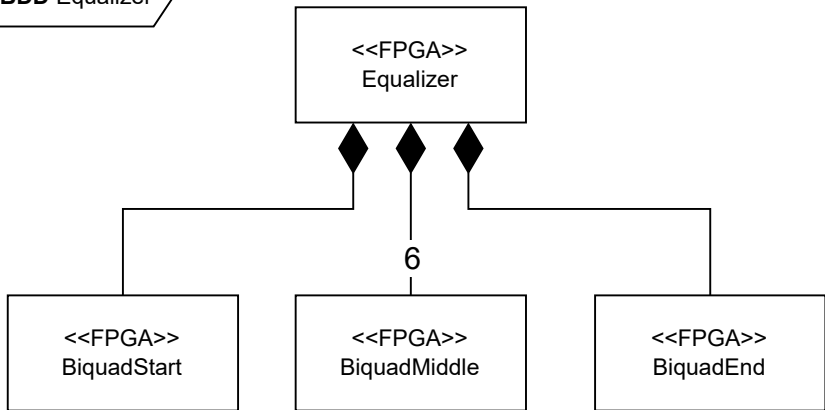 BDD Equalizer
<<FPGA>>
Equalizer
6
<<FPGA>>
BiquadStart
<<FPGA>>
BiquadMiddle
<<FPGA>>
BiquadEnd